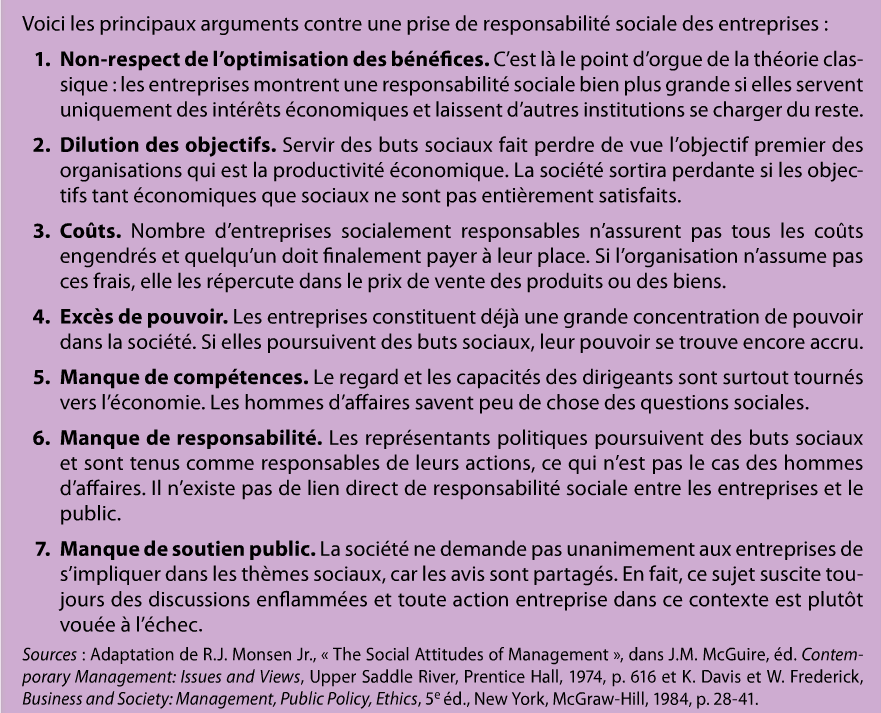 Voici les principaux arguments contre une prise de responsabilité sociale des entreprises :
1. Non-respect de l'optimisation des bénéfices. C'est là le point d'orgue de la théorie clas-
sique : les entreprises montrent une responsabilité sociale bien plus grande si elles servent
uniquement des intérêts économiques et laissent d'autres institutions se charger du reste.
2. Dilution des objectifs. Servir des buts sociaux fait perdre de vue l'objectif premier des
organisations qui est la productivité économique. La société sortira perdante si les objec-
tifs tant économiques que sociaux ne sont pas entièrement satisfaits.
3. Coûts. Nombre d'entreprises socialement responsables n'assurent pas tous les coûts
engendrés et quelqu'un doit finalement payer à leur place. Si l'organisation n'assume pas
ces frais, elle les répercute dans le prix de vente des produits ou des biens.
4. Excès de pouvoir. Les entreprises constituent déjà une grande concentration de pouvoir
dans la société. Si elles poursuivent des buts sociaux, leur pouvoir se trouve encore accru.
5. Manque de compétences. Le regard et les capacités des dirigeants sont surtout tournés
vers l'économie. Les hommes d'affaires savent peu de chose des questions sociales.
6. Manque de responsabilité. Les représentants politiques poursuivent des buts sociaux
et sont tenus comme responsables de leurs actions, ce qui n'est pas le cas des hommes
d'affaires. Il n'existe pas de lien direct de responsabilité sociale entre les entreprises et le
public.
7. Manque de soutien public. La société ne demande pas unanimement aux entreprises de
s'impliquer dans les thèmes sociaux, car les avis sont partagés. En fait, ce sujet suscite tou-
jours des discussions enflammées et toute action entreprise dans ce contexte est plutôt
vouée à l'échec.
Sources : Adaptation de R.J. Monsen Jr., « The Social Attitudes of Management », dans J.M. McGuire, éd. Contem-
porary Management: Issues and Views, Upper Saddle River, Prentice Hall, 1974, p. 616 et K. Davis et W. Frederick,
Business and Society: Management, Public Policy, Ethics, 5e éd., New York, McGraw-Hill, 1984, p. 28-41.